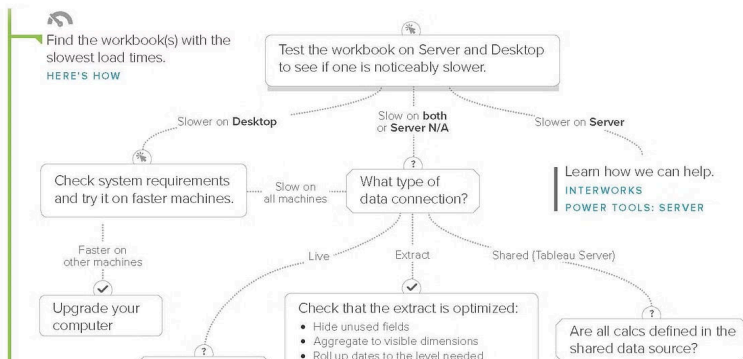 Find the workbook(s) with the
slowest load times.
HERE'S HOW
Test the workbook on Server and Desktop
to see if one is noticeably slower.
Slower on Desktop
Slow on both
or Server N/A
Slower on Server
Check system requirements
and try it on faster machines.
Slow on
all machines
?
What type of
data connection?
Learn how we can help.
INTERWORKS
POWER TOOLS: SERVER
Faster on
other machines
Live
Extract
Shared (Tableau Server)
Upgrade your
computer
?
Check that the extract is optimized:
• Hide unused fields
• Aggregate to visible dimensions
• Roll up dates to the level needed
?
Are all calcs defined in the
shared data source?